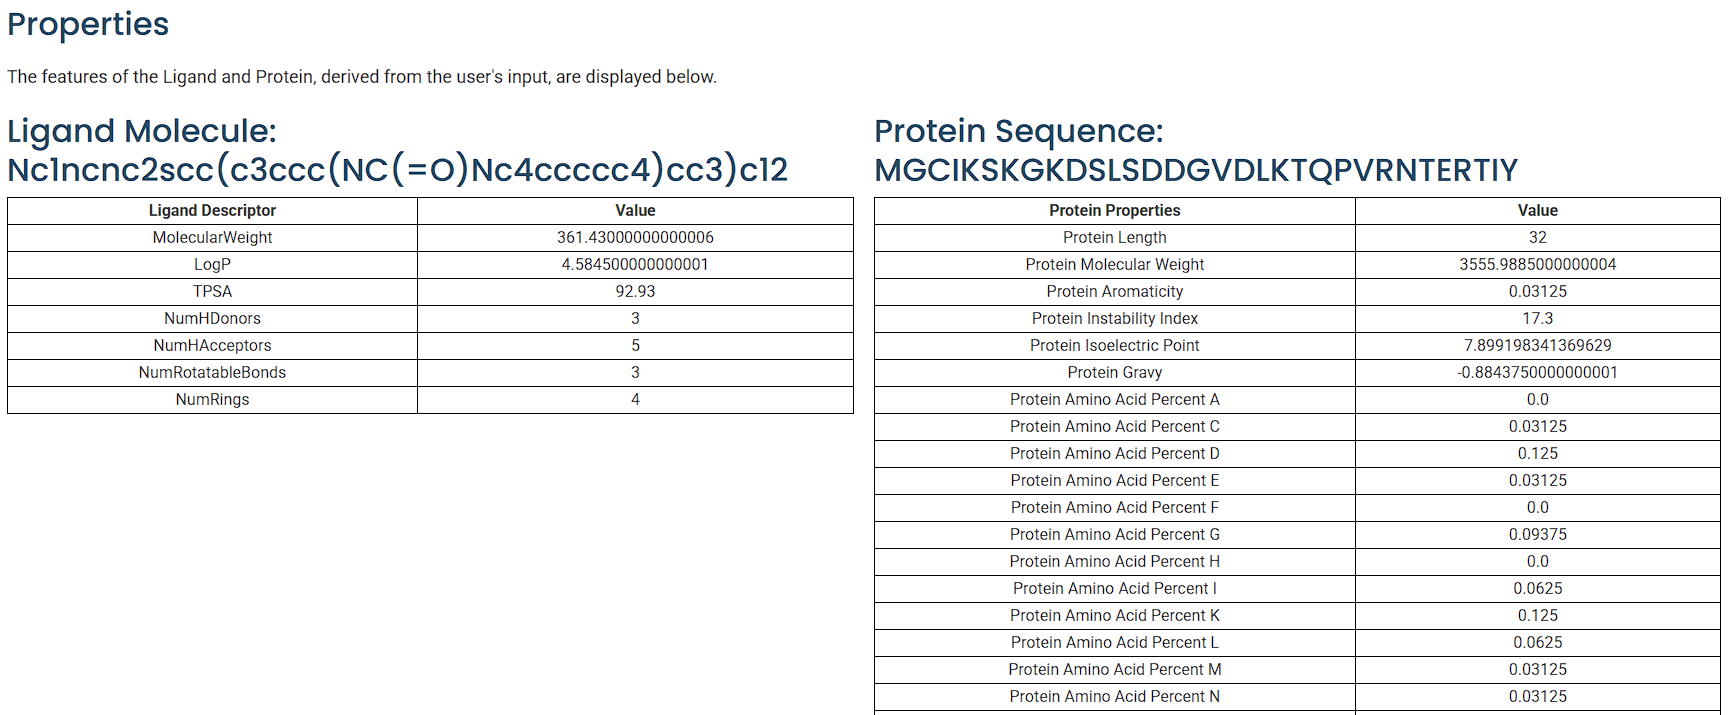 Properties
The features of the Ligand and Protein, derived from the user's input, are displayed below.
Ligand Molecule:
Nc1ncnc2scc(c3ccc(NC(=O)Nc4ccccc4)cc3)c12
Ligand Descriptor Value
MolecularWeight 361.43000000000006
LogP 4.584500000000001
TPSA 92.93
NumHDonors 3
NumHAcceptors 5
NumRotatableBonds 3
NumRings 4
Protein Sequence:
MGCIKSKGKDSLSDDGVDLKTQPVRNTERTIY
Protein Properties Value
Protein Length 32
Protein Molecular Weight 3555.9885000000004
Protein Aromaticity 0.03125
Protein Instability Index 17.3
Protein Isoelectric Point 7.899198341369629
Protein Gravy -0.8843750000000001
Protein Amino Acid Percent A 0.0
Protein Amino Acid Percent C 0.03125
Protein Amino Acid Percent D 0.125
Protein Amino Acid Percent E 0.03125
Protein Amino Acid Percent F 0.0
Protein Amino Acid Percent G 0.09375
Protein Amino Acid Percent H 0.0
Protein Amino Acid Percent I 0.0625
Protein Amino Acid Percent K 0.125
Protein Amino Acid Percent L 0.0625
Protein Amino Acid Percent M 0.03125
Protein Amino Acid Percent N 0.03125